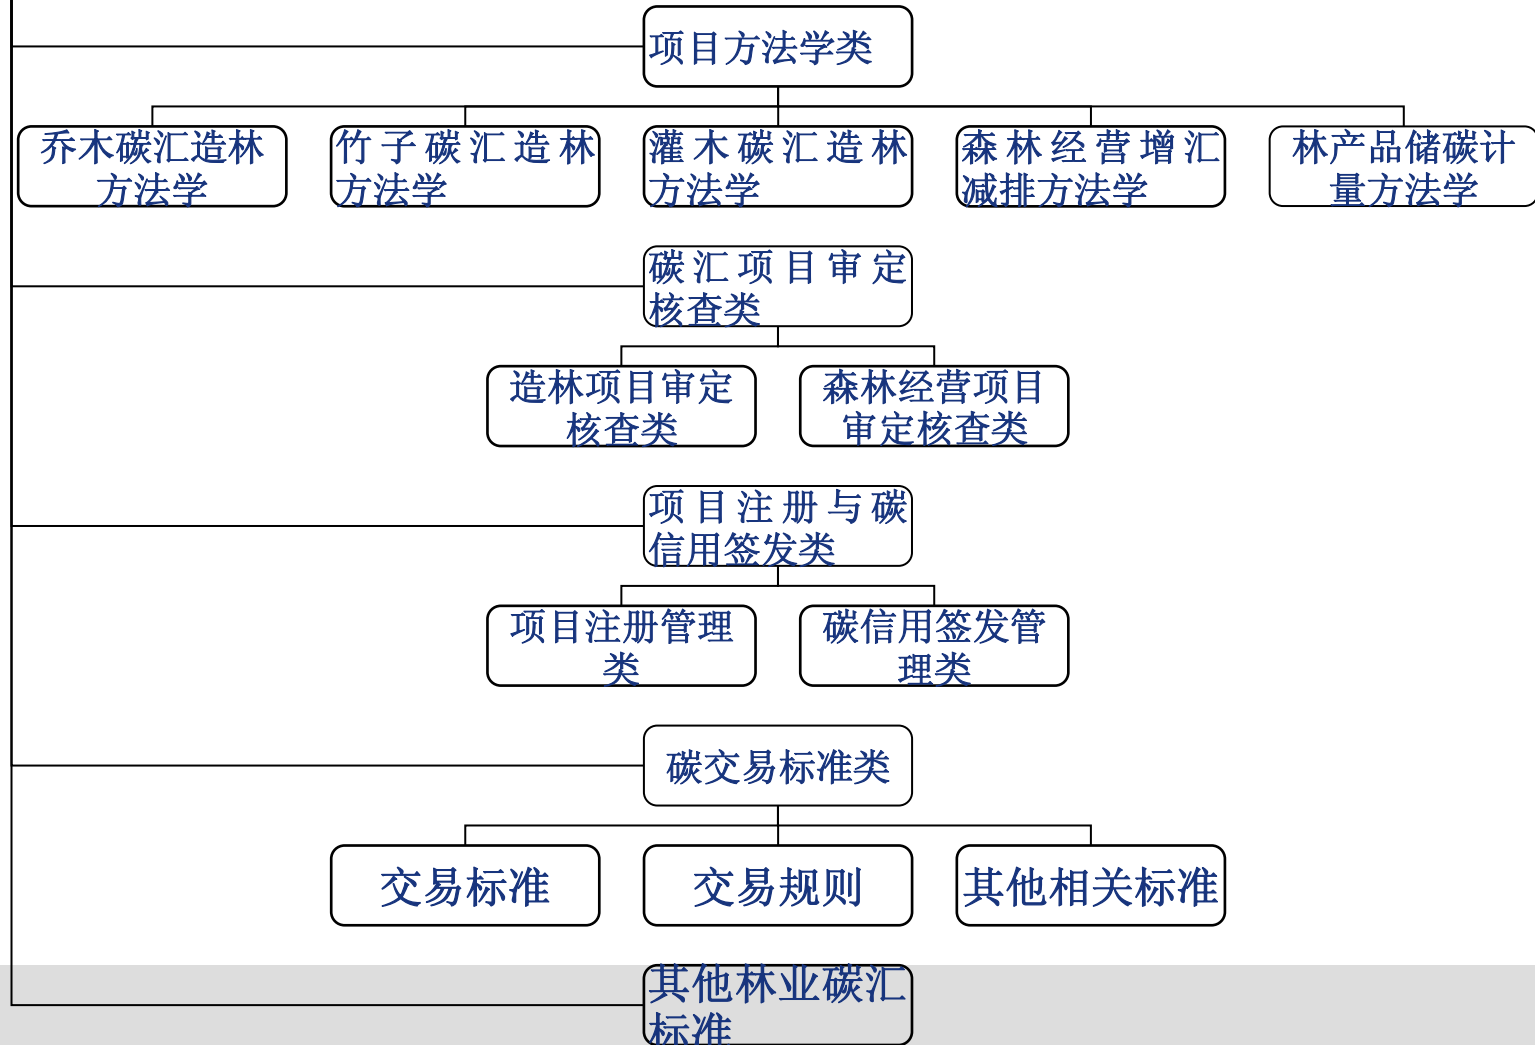 项目方法学类
乔木碳汇造林
方法学
竹子碳汇造林
方法学
灌木碳汇造林
方法学
森林经营增汇
减排方法学
林产品储碳计
量方法学
碳汇项目审定
核查类
造林项目审定
核查类
森林经营项目
审定核查类
项目注册与碳
信用签发类
项目注册管理
类
碳信用签发管
理类
碳交易标准类
交易标准
交易规则
其他相关标准
其他林业碳汇
标准